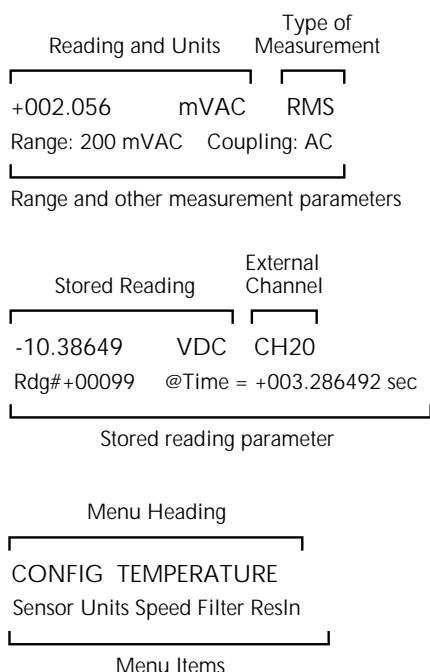 Type of
Reading and Units Measurement
+002.056 mVAC RMS
Range: 200 mVAC Coupling: AC
Range and other measurement parameters
External
Stored Reading Channel
-10.38649 VDC CH20
Rdg#+00099 @Time = +003.286492 sec
Stored reading parameter
Menu Heading
CONFIG TEMPERATURE
Sensor Units Speed Filter Resln
Menu Items